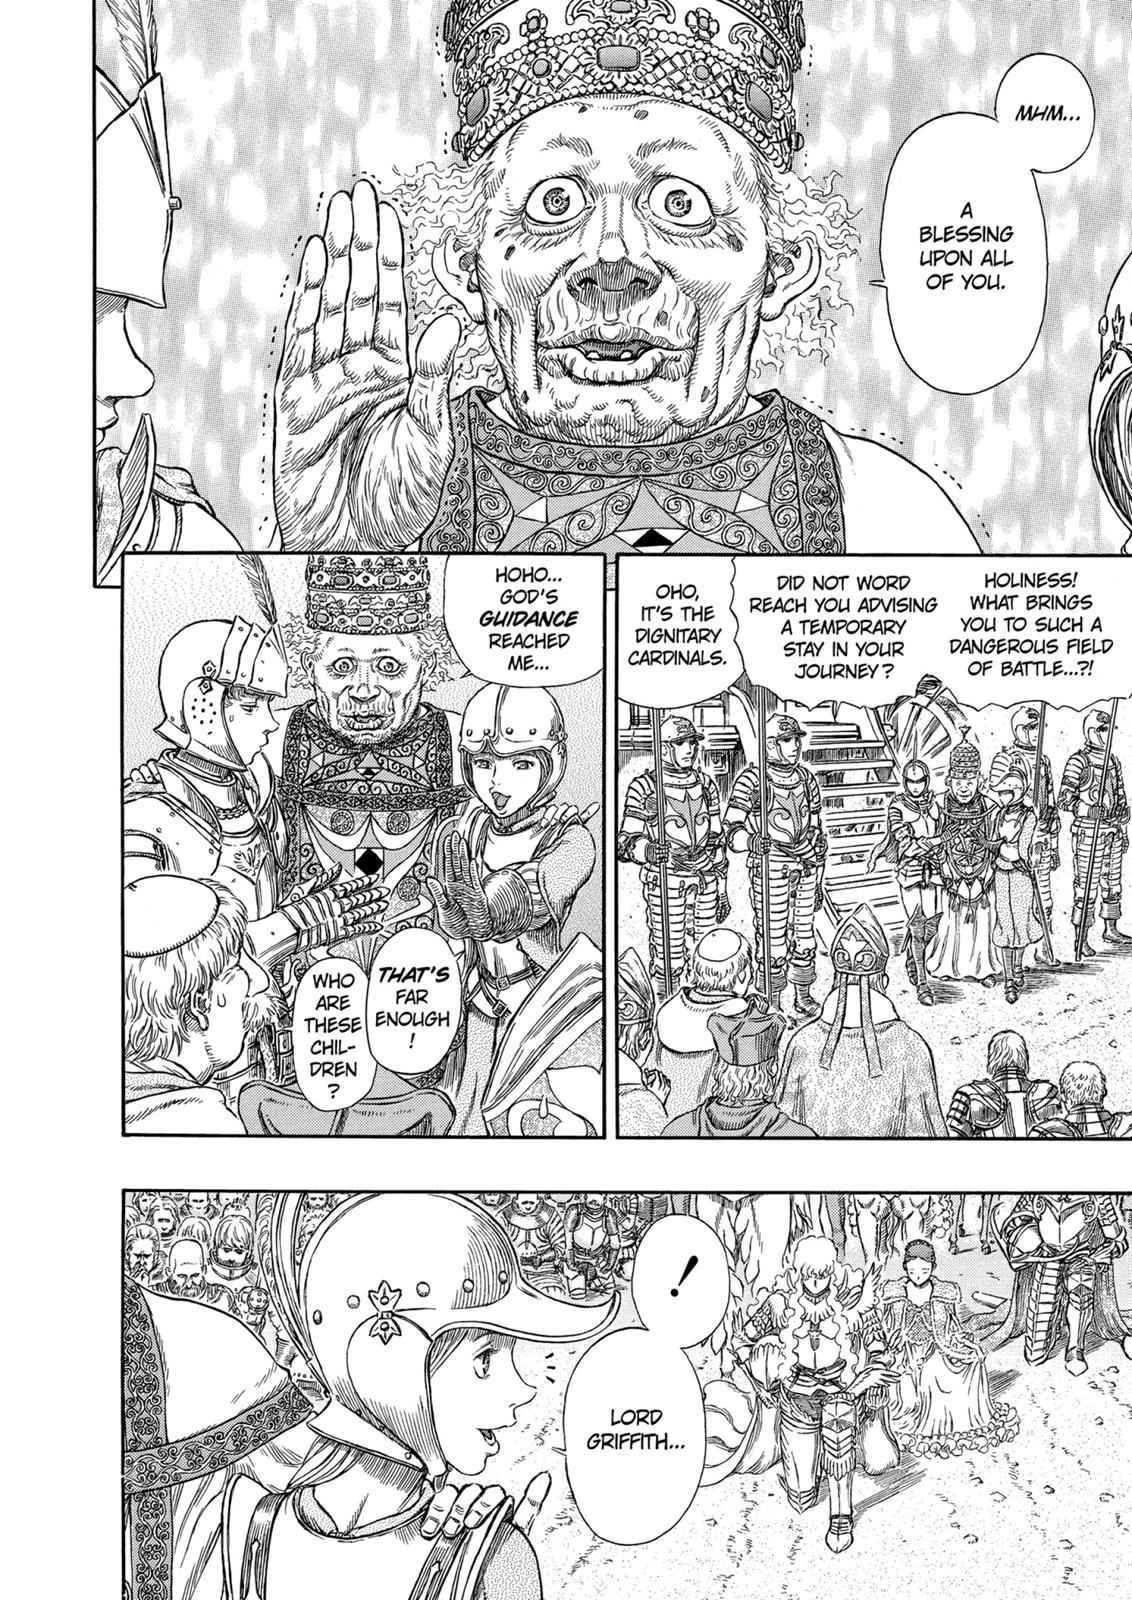 MHM...
A
BLESSING
UPON ALL
OF YOU.
HOLINESS!
WHAT BRINGS
YOU TO SUCH A
DANGEROUS FIELD
OF BATTLE...?!
DID NOT WORD
REACH YOU ADVISING
A TEMPORARY
STAY IN YOUR
JOURNEY?
OHO,
IT'S THE
DIGNITARY
CARDINALS.
HOHO...
GOD'S
GUIDANCE
REACHED
ME...
THAT'S
FAR
ENOUGH
!
WHO
ARE
THESE
CHIL-
DREN
?
!
LORD
GRIFFITH...